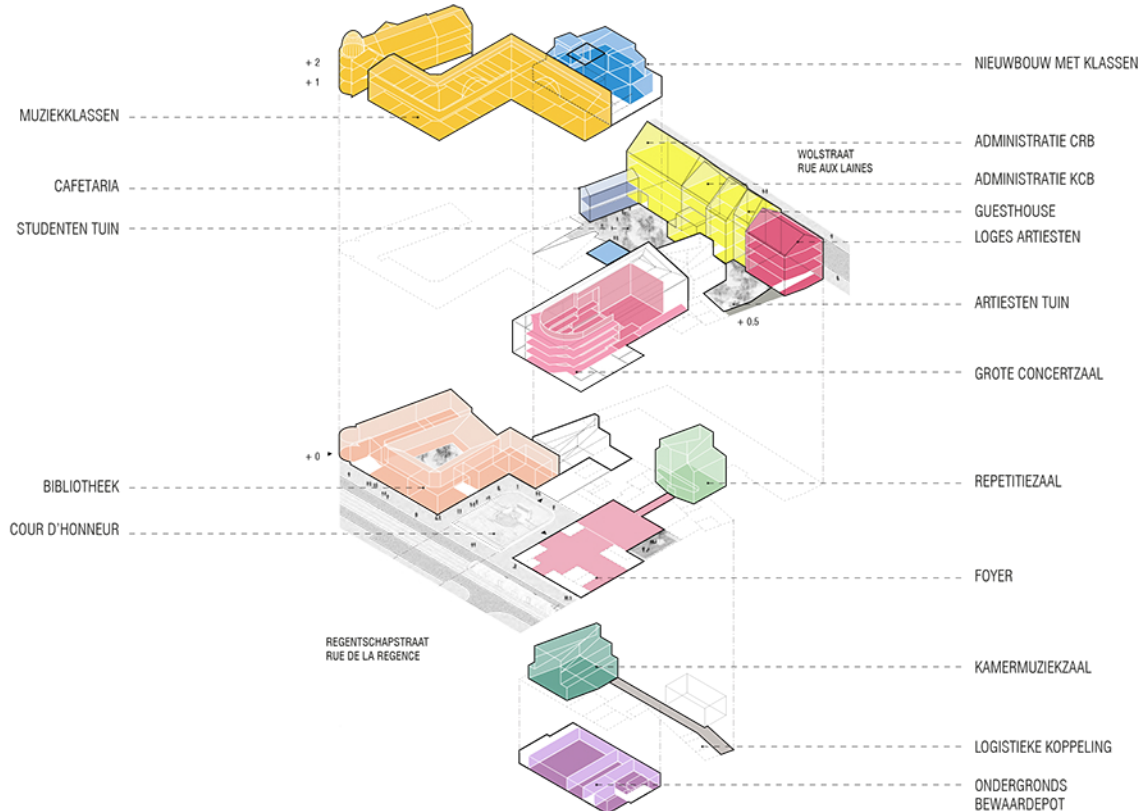 + 2
+ 1
NIEUWBOUW MET KLASSEN
MUZIEKKLASSEN
ADMINISTRATIE CRB
WOLSTRAAT
RUE AUX LAINES
ADMINISTRATIE KCB
CAFETARIA
GUESTHOUSE
STUDENTEN TUIN
LOGES ARTIESTEN
ARTIESTEN TUIN
+ 0.5
GROTE CONCERTZAAL
+ 0
BIBLIOTHEEK
REPETITIEZAAL
COUR D'HONNEUR
FOYER
REGENTSCHAPSTRAAT
RUE DE LA REGENCE
KAMERMUZIEKZAAL
LOGISTIEKE KOPPELING
ONDERGRONDS
BEWAARDEPOT